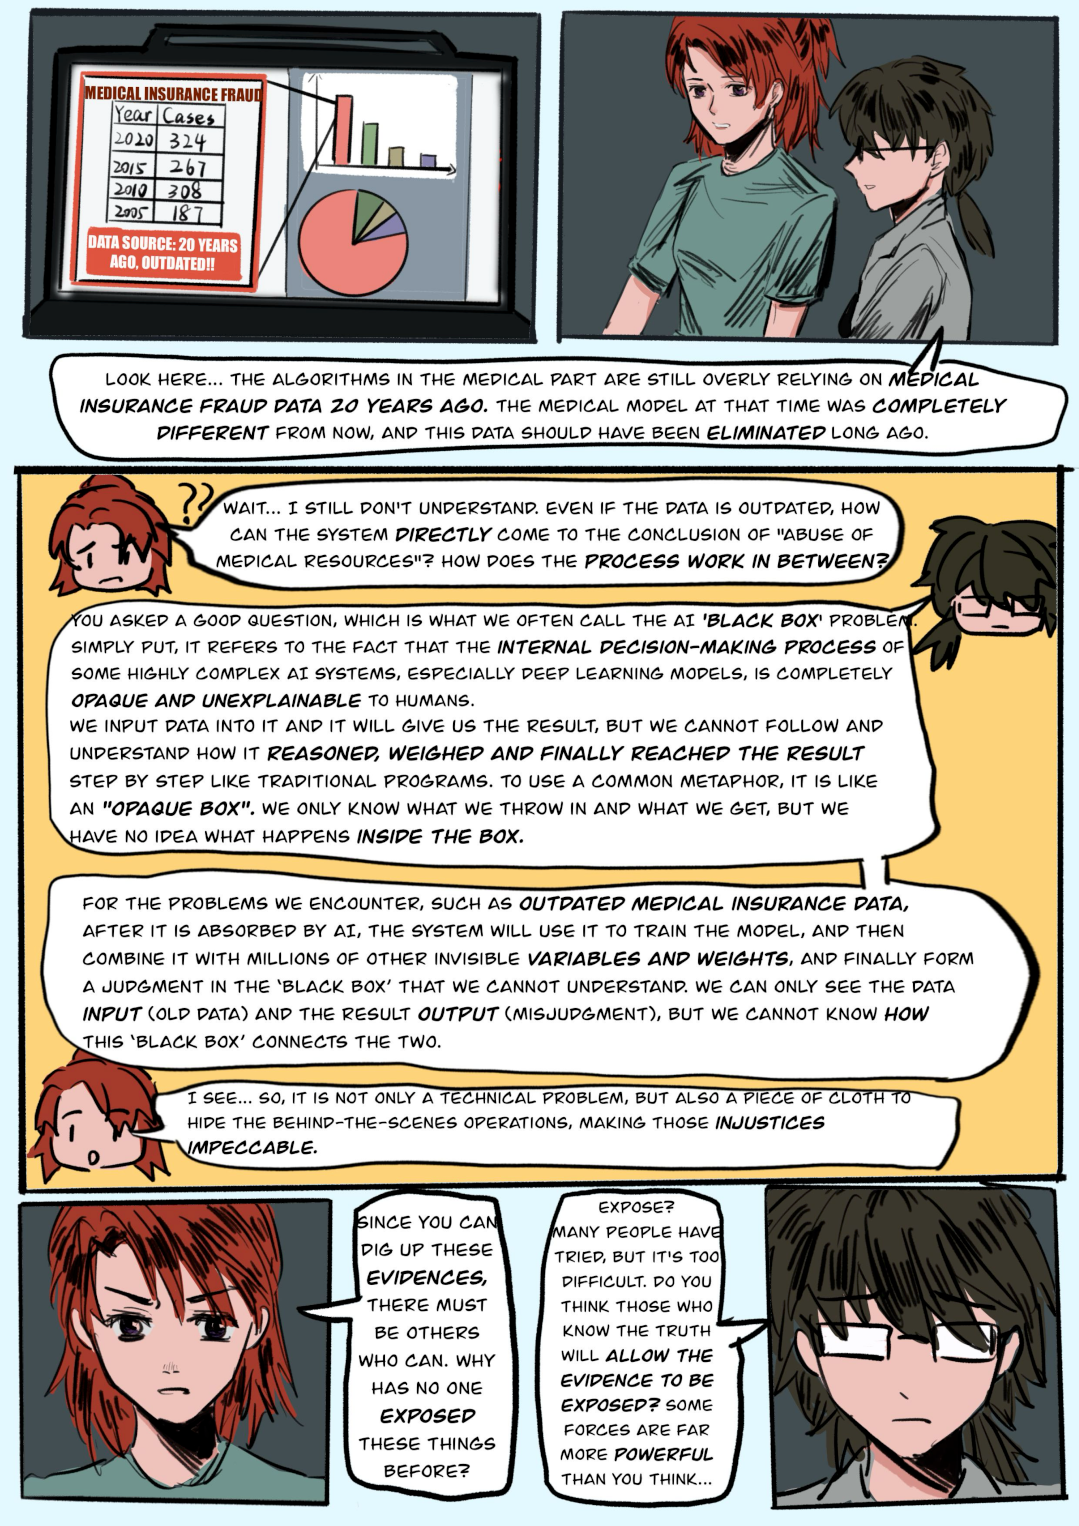 MEDICAL INSURANCE FRAUD
Year Cases
2020 324
2015 267
2010 308
2005 187
DATA SOURCE: 20 YEARS
AGO, OUTDATED!!
LOOK HERE... THE ALGORITHMS IN THE MEDICAL PART ARE STILL OVERLY RELYING ON MEDICAL
INSURANCE FRAUD DATA 20 YEARS AGO. THE MEDICAL MODEL AT THAT TIME WAS COMPLETELY
DIFFERENT FROM NOW, AND THIS DATA SHOULD HAVE BEEN ELIMINATED LONG AGO.
??
WAIT... I STILL DON'T UNDERSTAND. EVEN IF THE DATA IS OUTDATED, HOW
CAN THE SYSTEM DIRECTLY COME TO THE CONCLUSION OF "ABUSE OF
MEDICAL RESOURCES"? HOW DOES THE PROCESS WORK IN BETWEEN?
YOU ASKED A GOOD QUESTION, WHICH IS WHAT WE OFTEN CALL THE AI 'BLACK BOX' PROBLEM.
SIMPLY PUT, IT REFERS TO THE FACT THAT THE INTERNAL DECISION-MAKING PROCESS OF
SOME HIGHLY COMPLEX AI SYSTEMS, ESPECIALLY DEEP LEARNING MODELS, IS COMPLETELY
OPAQUE AND UNEXPLAINABLE TO HUMANS.
WE INPUT DATA INTO IT AND IT WILL GIVE US THE RESULT, BUT WE CANNOT FOLLOW AND
UNDERSTAND HOW IT REASONED, WEIGHED AND FINALLY REACHED THE RESULT
STEP BY STEP LIKE TRADITIONAL PROGRAMS. TO USE A COMMON METAPHOR, IT IS LIKE
AN "OPAQUE BOX". WE ONLY KNOW WHAT WE THROW IN AND WHAT WE GET, BUT WE
HAVE NO IDEA WHAT HAPPENS INSIDE THE BOX.
FOR THE PROBLEMS WE ENCOUNTER, SUCH AS OUTDATED MEDICAL INSURANCE DATA,
AFTER IT IS ABSORBED BY AI, THE SYSTEM WILL USE IT TO TRAIN THE MODEL, AND THEN
COMBINE IT WITH MILLIONS OF OTHER INVISIBLE VARIABLES AND WEIGHTS, AND FINALLY FORM
A JUDGMENT IN THE 'BLACK BOX' THAT WE CANNOT UNDERSTAND. WE CAN ONLY SEE THE DATA
INPUT (OLD DATA) AND THE RESULT OUTPUT (MISJUDGMENT), BUT WE CANNOT KNOW HOW
THIS 'BLACK BOX' CONNECTS THE TWO.
I SEE... SO, IT IS NOT ONLY A TECHNICAL PROBLEM, BUT ALSO A PIECE OF CLOTH TO
HIDE THE BEHIND-THE-SCENES OPERATIONS, MAKING THOSE INJUSTICES
IMPECCABLE.
SINCE YOU CAN
DIG UP THESE
EVIDENCES,
THERE MUST
BE OTHERS
WHO CAN. WHY
HAS NO ONE
EXPOSED
THESE THINGS
BEFORE?
EXPOSE?
MANY PEOPLE HAVE
TRIED, BUT IT'S TOO
DIFFICULT. DO YOU
THINK THOSE WHO
KNOW THE TRUTH
WILL ALLOW THE
EVIDENCE TO BE
EXPOSED? SOME
FORCES ARE FAR
MORE POWERFUL
THAN YOU THINK...